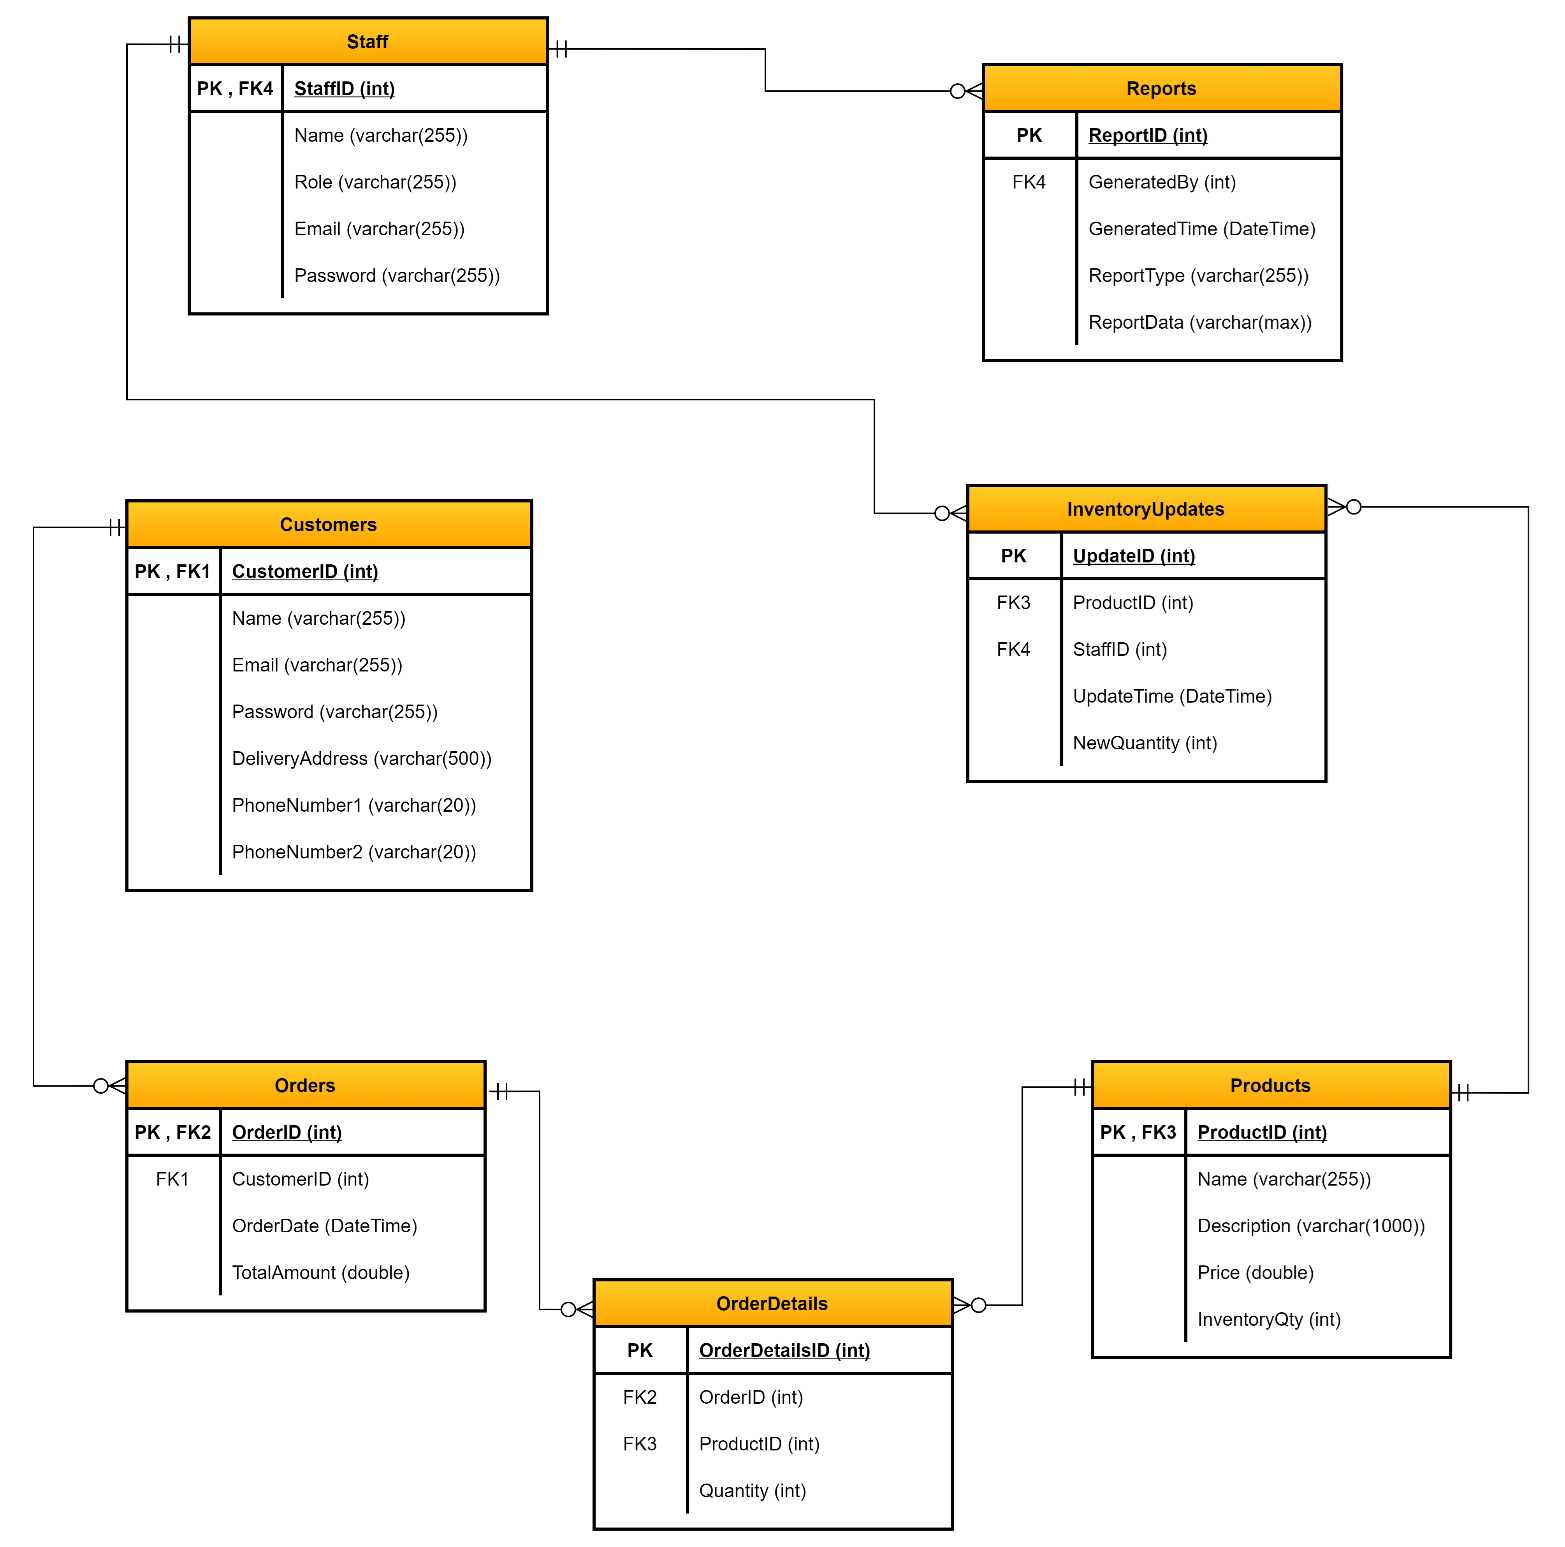 Staff
PK , FK4 StaffID (int)
Name (varchar(255))
Role (varchar(255))
Email (varchar(255))
Password (varchar(255))
Reports
PK ReportID (int)
FK4 GeneratedBy (int)
GeneratedTime (DateTime)
ReportType (varchar(255))
ReportData (varchar(max))
Customers
PK , FK1 CustomerID (int)
Name (varchar(255))
Email (varchar(255))
Password (varchar(255))
DeliveryAddress (varchar(500))
PhoneNumber1 (varchar(20))
PhoneNumber2 (varchar(20))
InventoryUpdates
PK UpdateID (int)
FK3 ProductID (int)
FK4 StaffID (int)
UpdateTime (DateTime)
NewQuantity (int)
Orders
PK , FK2 OrderID (int)
FK1 CustomerID (int)
OrderDate (DateTime)
TotalAmount (double)
Products
PK , FK3 ProductID (int)
Name (varchar(255))
Description (varchar(1000))
Price (double)
InventoryQty (int)
OrderDetails
PK OrderDetailsID (int)
FK2 OrderID (int)
FK3 ProductID (int)
Quantity (int)